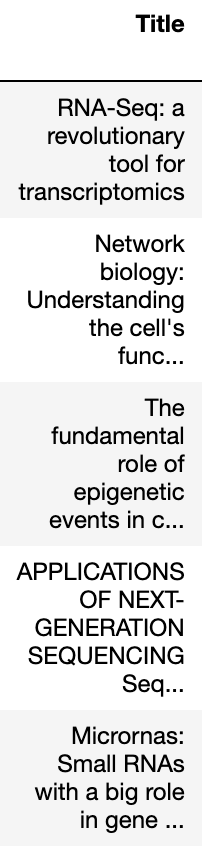 Title
RNA-Seq: a
revolutionary
tool for
transcriptomics
Network
biology:
Understanding
the cell's
func...
The
fundamental
role of
epigenetic
events in c...
APPLICATIONS
OF NEXT-
GENERATION
SEQUENCING
Seq...
Micrornas:
Small RNAs
with a big role
in gene ...